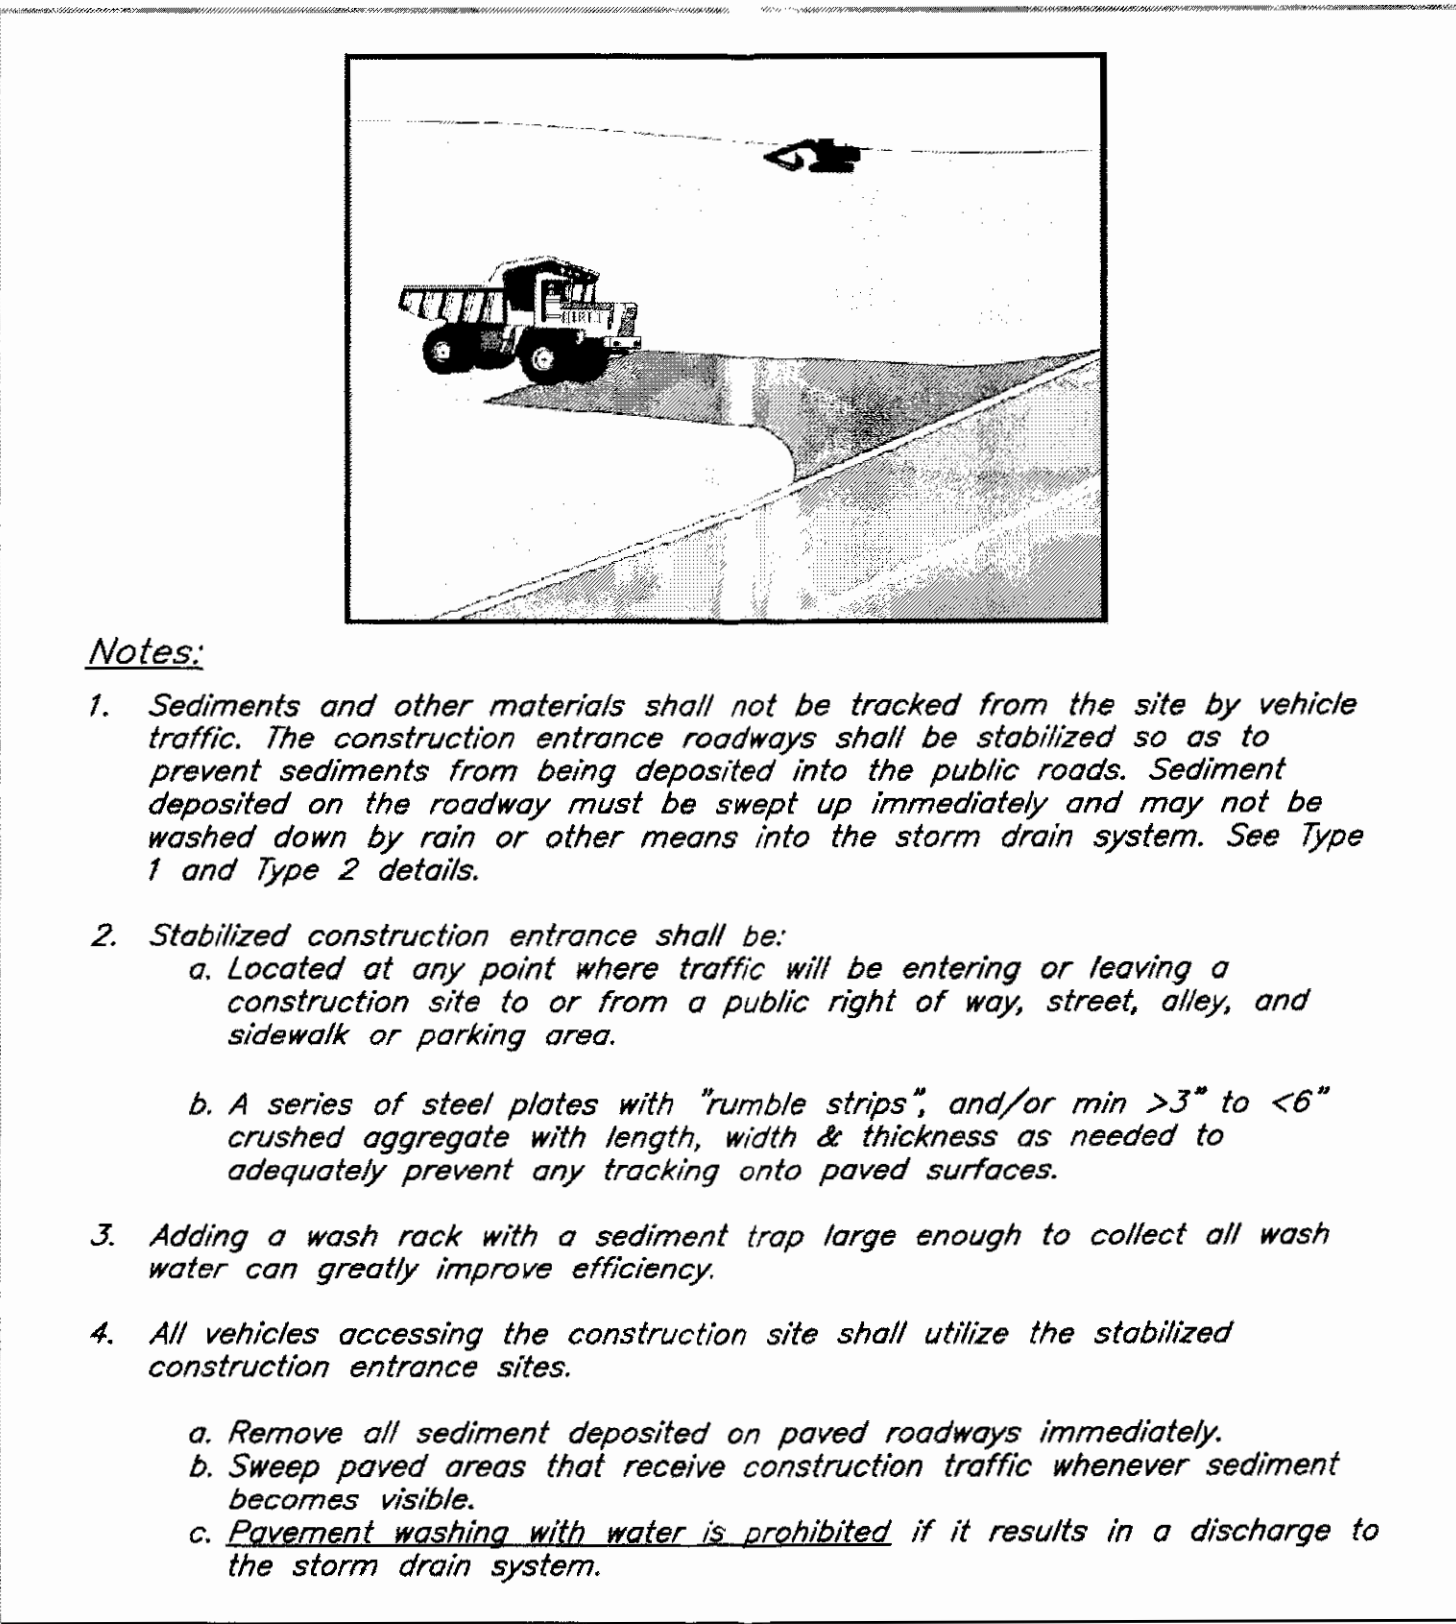 Notes:
1. Sediments and other materials shall not be tracked from the site by vehicle
traffic. The construction entrance roadways shall be stabilized so as to
prevent sediments from being deposited into the public roads. Sediment
deposited on the roadway must be swept up immediately and may not be
washed down by rain or other means into the storm drain system. See Type
1 and Type 2 details.
2. Stabilized construction entrance shall be:
a. Located at any point where traffic will be entering or leaving a
construction site to or from a public right of way, street, alley, and
sidewalk or parking area.
b. A series of steel plates with "rumble strips", and/or min >3" to <6"
crushed aggregate with length, width & thickness as needed to
adequately prevent any tracking onto paved surfaces.
3. Adding a wash rack with a sediment trap large enough to collect all wash
water can greatly improve efficiency.
4. All vehicles accessing the construction site shall utilize the stabilized
construction entrance sites.
a. Remove all sediment deposited on paved roadways immediately.
b. Sweep paved areas that receive construction traffic whenever sediment
becomes visible.
c. Pavement washing with water is prohibited if it results in a discharge to
the storm drain system.